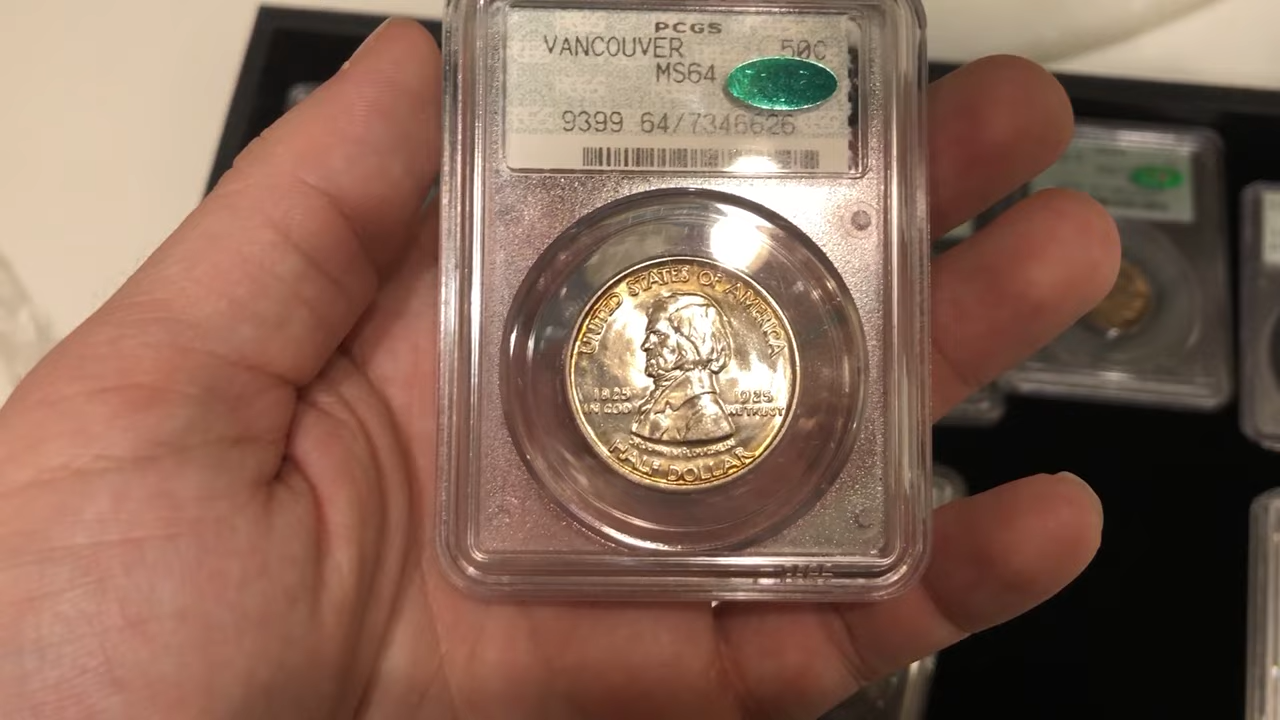 PCGS
VANCOUVER 50C
MS64
9399 64/7346626
UNITED STATES OF AMERICA
1825 1925
IN GOD WE TRUST
HALF DOLLAR